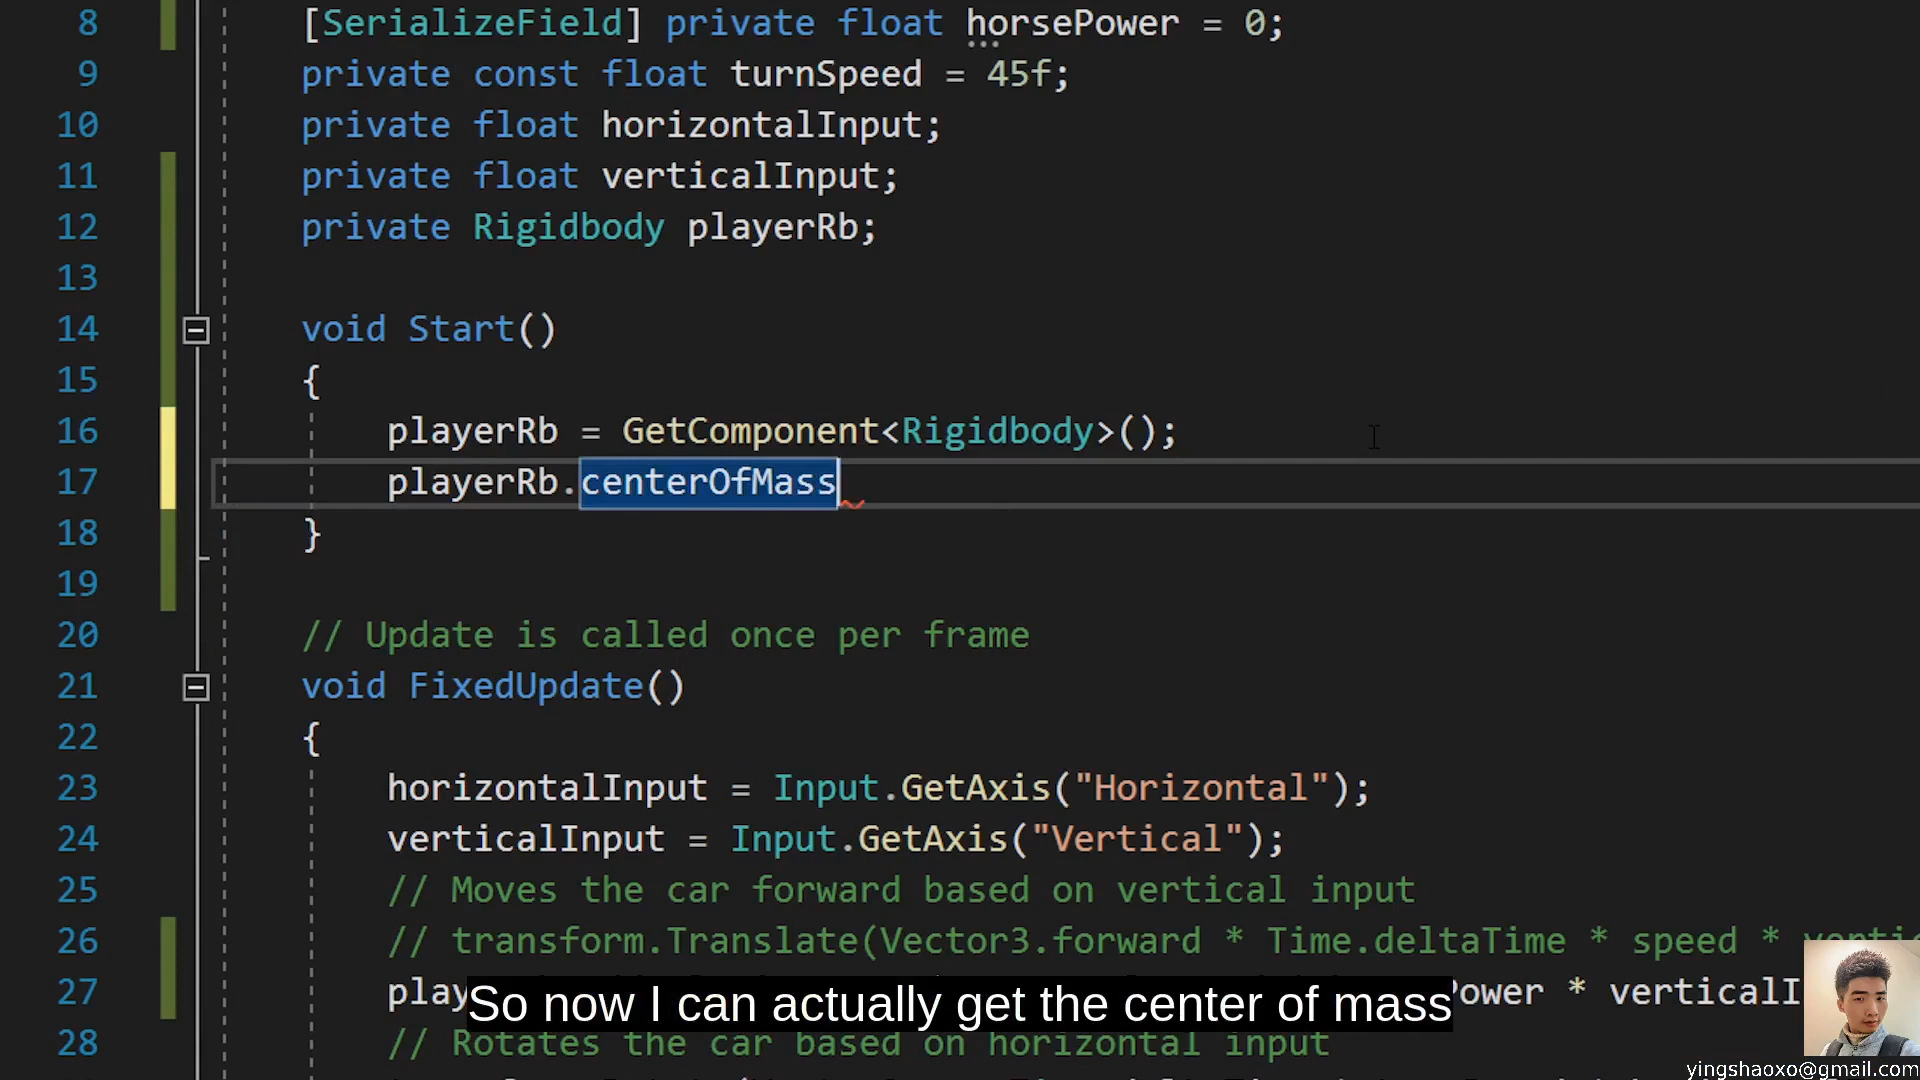 8 [SerializeField] private float horsePower = 0;
9 private const float turnSpeed = 45f;
10 private float horizontalInput;
11 private float verticalInput;
12 private Rigidbody playerRb;
13
14 void Start()
15 {
16 playerRb = GetComponent<Rigidbody>();
17 playerRb.centerOfMass
18 }
19
20 // Update is called once per frame
21 void FixedUpdate()
22 {
23 horizontalInput = Input.GetAxis("Horizontal");
24 verticalInput = Input.GetAxis("Vertical");
25 // Moves the car forward based on vertical input
26 // transform.Translate(Vector3.forward * Time.deltaTime * speed *
27 play Power * verticalI
So now I can actually get the center of mass
28 // Rotates the car based on horizontal input
yingshaoxo@gmail.com